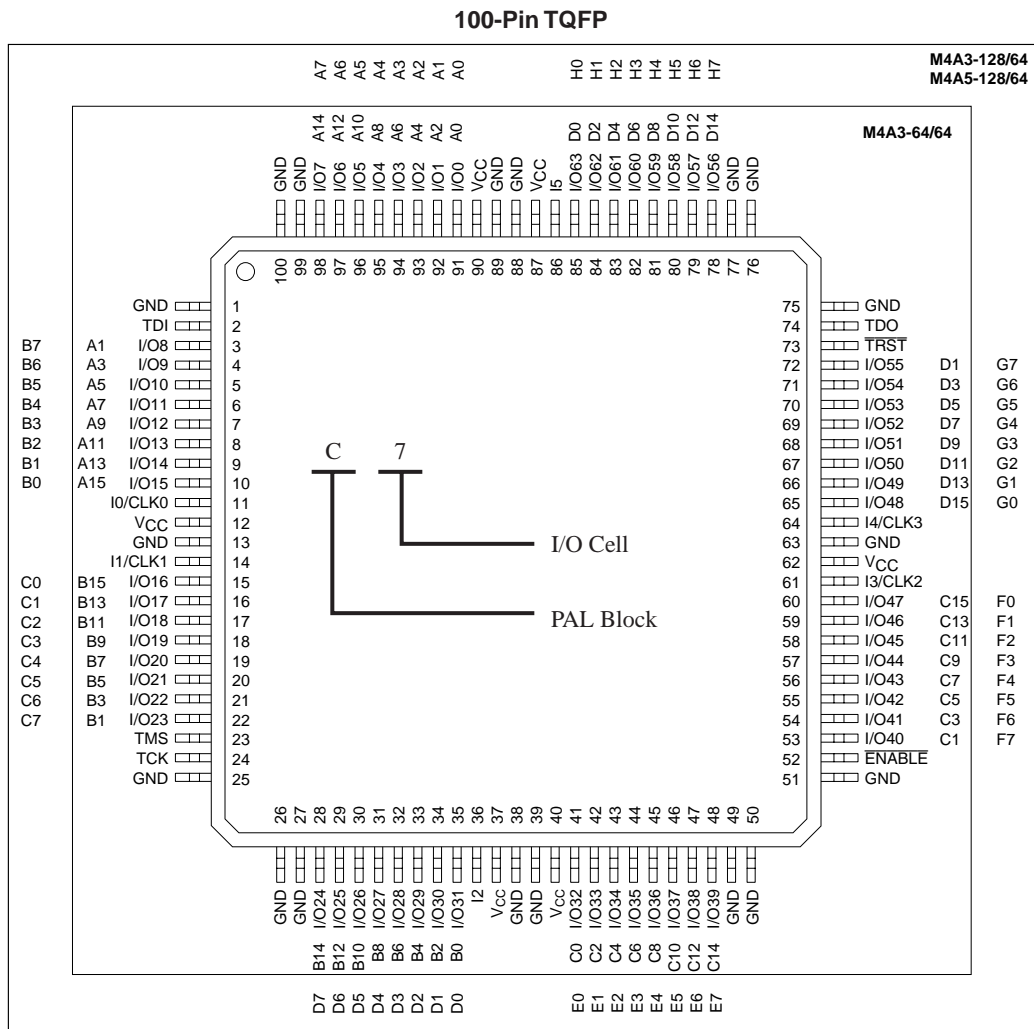 100-Pin TQFP
M4A3-128/64
M4A5-128/64
A7 A6 A5 A4 A3 A2 A1 A0 H0 H1 H2 H3 H4 H5 H6 H7
M4A3-64/64
A14 A12 A10 A8 A6 A4 A2 A0 D0 D2 D4 D6 D8 D10 D12 D14
GND GND I/O7 I/O6 I/O5 I/O4 I/O3 I/O2 I/O1 I/O0 VCC GND GND VCC I5 I/O63 I/O62 I/O61 I/O60 I/O59 I/O58 I/O57 I/O56 GND GND
100 99 98 97 96 95 94 93 92 91 90 89 88 87 86 85 84 83 82 81 80 79 78 77 76
GND 1 75 GND
TDI 2 74 TDO
B7 A1 I/O8 3 73 TRST
B6 A3 I/O9 4 72 I/O55 D1 G7
B5 A5 I/O10 5 71 I/O54 D3 G6
B4 A7 I/O11 6 70 I/O53 D5 G5
B3 A9 I/O12 7 69 I/O52 D7 G4
B2 A11 I/O13 8 68 I/O51 D9 G3
B1 A13 I/O14 9 67 I/O50 D11 G2
B0 A15 I/O15 10 66 I/O49 D13 G1
I0/CLK0 11 65 I/O48 D15 G0
VCC 12 64 I4/CLK3
GND 13 63 GND
I1/CLK1 14 62 VCC
C0 B15 I/O16 15 61 I3/CLK2
C1 B13 I/O17 16 60 I/O47 C15 F0
C2 B11 I/O18 17 59 I/O46 C13 F1
C3 B9 I/O19 18 58 I/O45 C11 F2
C4 B7 I/O20 19 57 I/O44 C9 F3
C5 B5 I/O21 20 56 I/O43 C7 F4
C6 B3 I/O22 21 55 I/O42 C5 F5
C7 B1 I/O23 22 54 I/O41 C3 F6
TMS 23 53 I/O40 C1 F7
TCK 24 52 ENABLE
GND 25 51 GND
C 7
I/O Cell
PAL Block
26 27 28 29 30 31 32 33 34 35 36 37 38 39 40 41 42 43 44 45 46 47 48 49 50
GND GND I/O24 I/O25 I/O26 I/O27 I/O28 I/O29 I/O30 I/O31 I2 VCC GND GND VCC I/O32 I/O33 I/O34 I/O35 I/O36 I/O37 I/O38 I/O39 GND GND
B14 B12 B10 B8 B6 B4 B2 B0 C0 C2 C4 C6 C8 C10 C12 C14
D7 D6 D5 D4 D3 D2 D1 D0 E0 E1 E2 E3 E4 E5 E6 E7